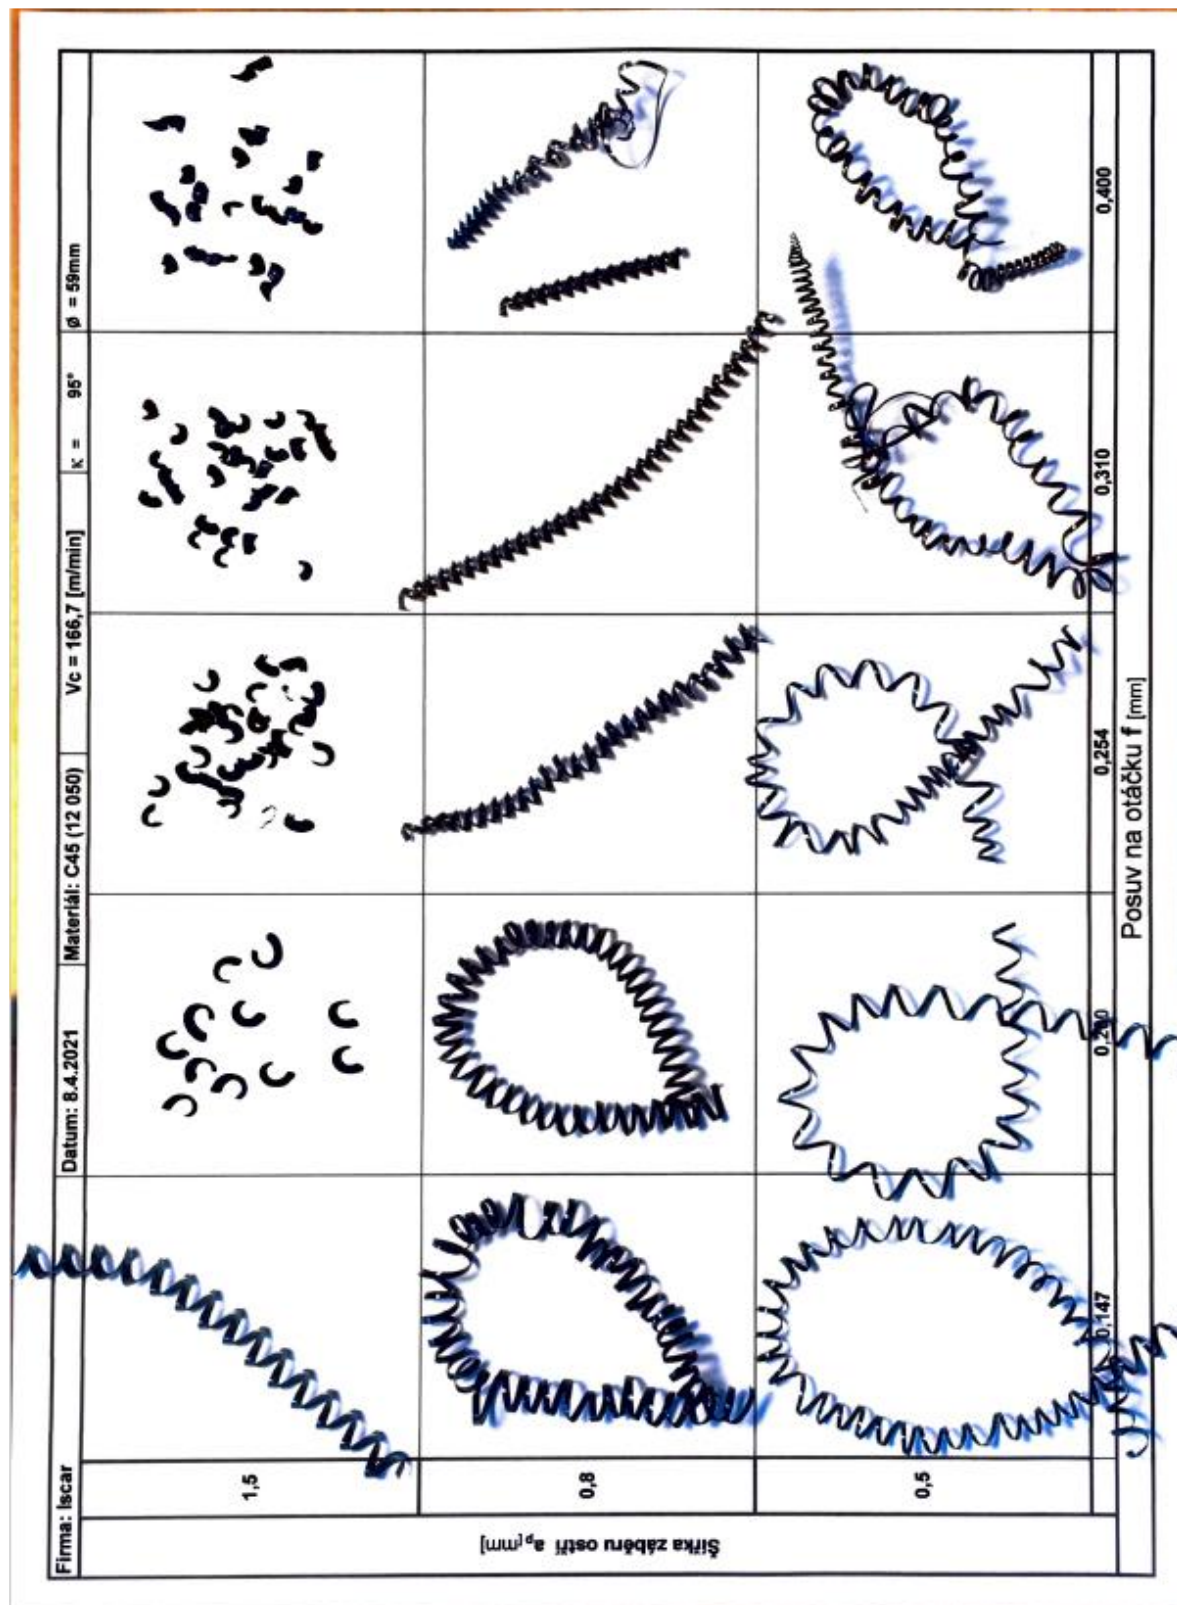 Firma: Iscar
Datum: 8.4.2021
Materiál: C45 (12 050)
Vc = 166,7 [m/min]
κ = 95°
ø = 59mm
Šířka záběru ostří ap [mm]
1,5
0,8
0,5
0,147
0,254
0,310
0,400
Posuv na otáčku f [mm]